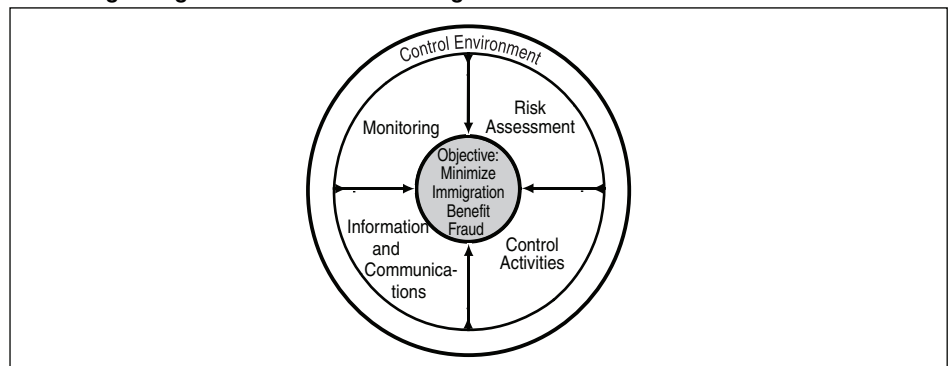 Control Environment
Monitoring
Risk
Assessment
Objective:
Minimize
Immigration
Benefit
Fraud
Information
and
Communica-
tions
Control
Activities